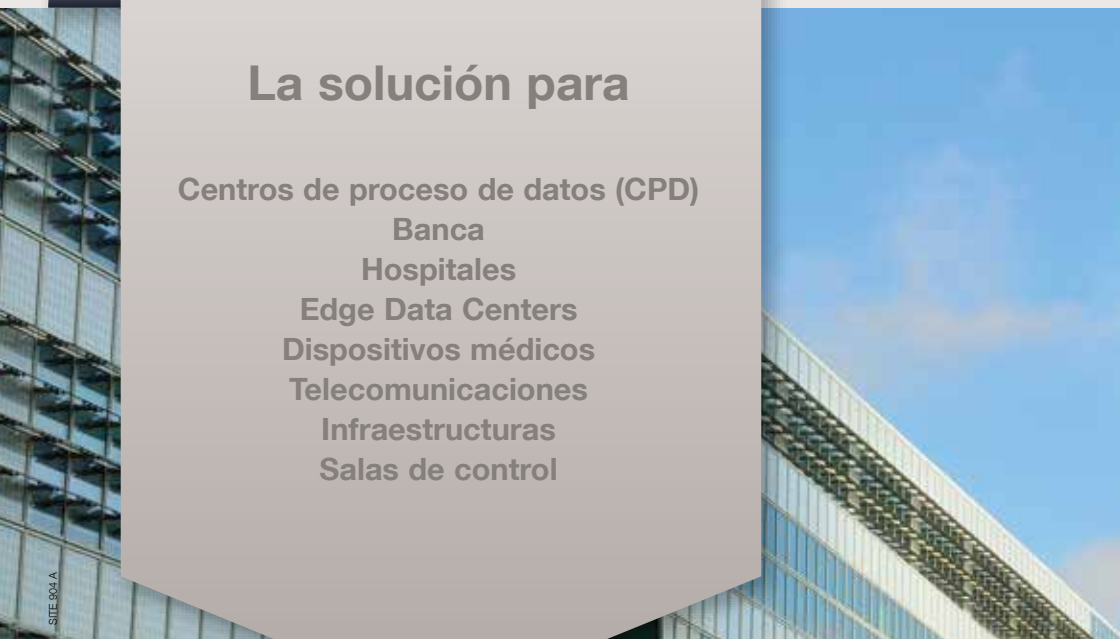 La solución para
Centros de proceso de datos (CPD)
Banca
Hospitales
Edge Data Centers
Dispositivos médicos
Telecomunicaciones
Infraestructuras
Salas de control
SITE 904 A